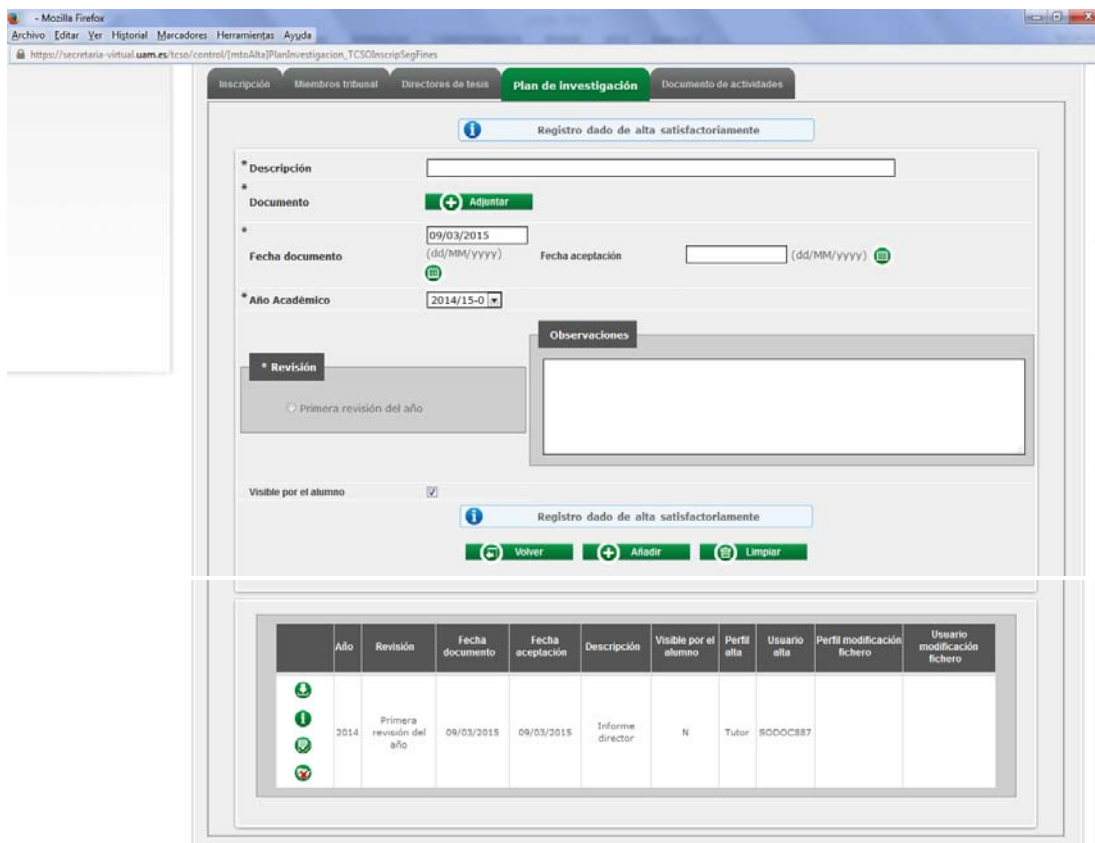 - Mozilla Firefox
Archivo Editar Ver Historial Marcadores Herramientas Ayuda
https://secretaria-virtual.uam.es/tcso/control/[mtoAlta]PlanInvestigacion_TCSOInscripSegFines
Inscripción Miembros tribunal Directores de tesis Plan de investigación Documento de actividades
Registro dado de alta satisfactoriamente
* Descripción
*
Documento Adjuntar
* 09/03/2015
Fecha documento (dd/MM/yyyy) Fecha aceptación (dd/MM/yyyy)
* Año Académico 2014/15-0
Observaciones
* Revisión
Primera revisión del año
Visible por el alumno
Registro dado de alta satisfactoriamente
Volver Añadir Limpiar
Año Revisión Fecha documento Fecha aceptación Descripción Visible por el alumno Perfil alta Usuario alta Perfil modificación fichero Usuario modificación fichero
2014 Primera revisión del año 09/03/2015 09/03/2015 Informe director N Tutor SODOC887